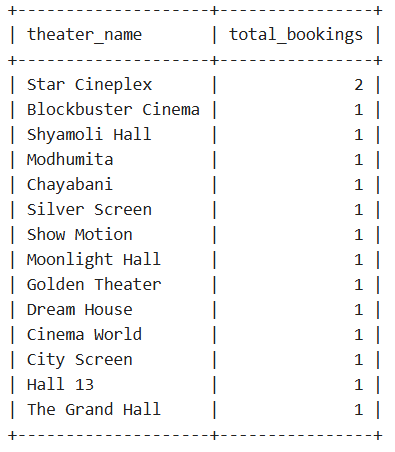 +--------------------+----------------+
| theater_name       | total_bookings |
+--------------------+----------------+
| Star Cineplex      |              2 |
| Blockbuster Cinema |              1 |
| Shyamoli Hall      |              1 |
| Modhumita          |              1 |
| Chayabani          |              1 |
| Silver Screen      |              1 |
| Show Motion        |              1 |
| Moonlight Hall     |              1 |
| Golden Theater     |              1 |
| Dream House        |              1 |
| Cinema World       |              1 |
| City Screen        |              1 |
| Hall 13            |              1 |
| The Grand Hall     |              1 |
+--------------------+----------------+